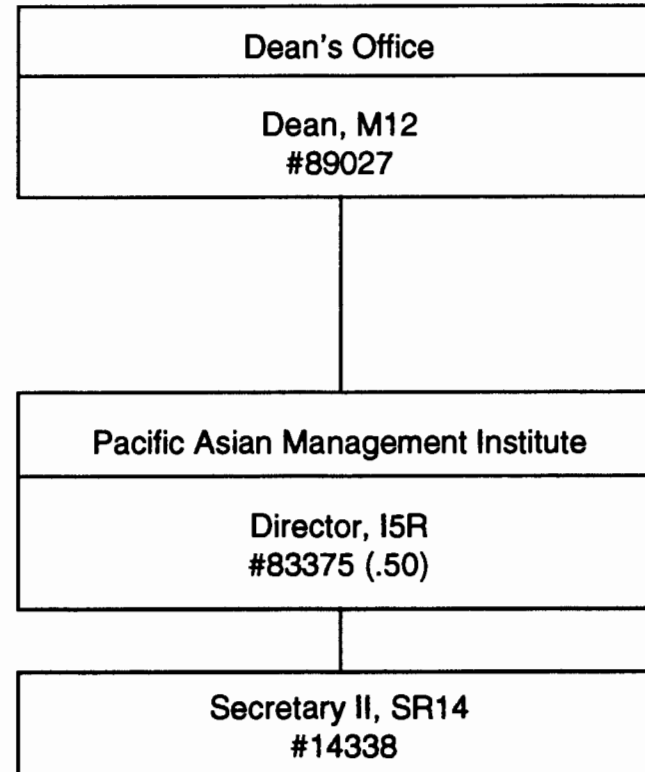 Dean's Office
Dean, M12
#89027
Pacific Asian Management Institute
Director, I5R
#83375 (.50)
Secretary II, SR14
#14338